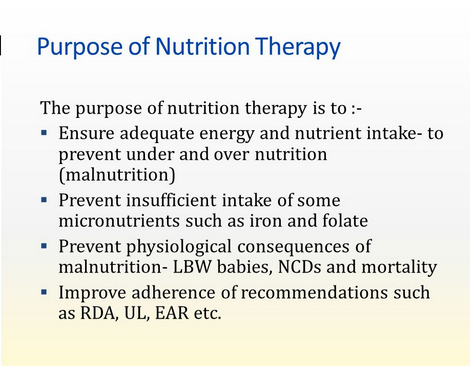 Purpose of Nutrition Therapy
The purpose of nutrition therapy is to :-
▪ Ensure adequate energy and nutrient intake- to
prevent under and over nutrition
(malnutrition)
▪ Prevent insufficient intake of some
micronutrients such as iron and folate
▪ Prevent physiological consequences of
malnutrition- LBW babies, NCDs and mortality
▪ Improve adherence of recommendations such
as RDA, UL, EAR etc.